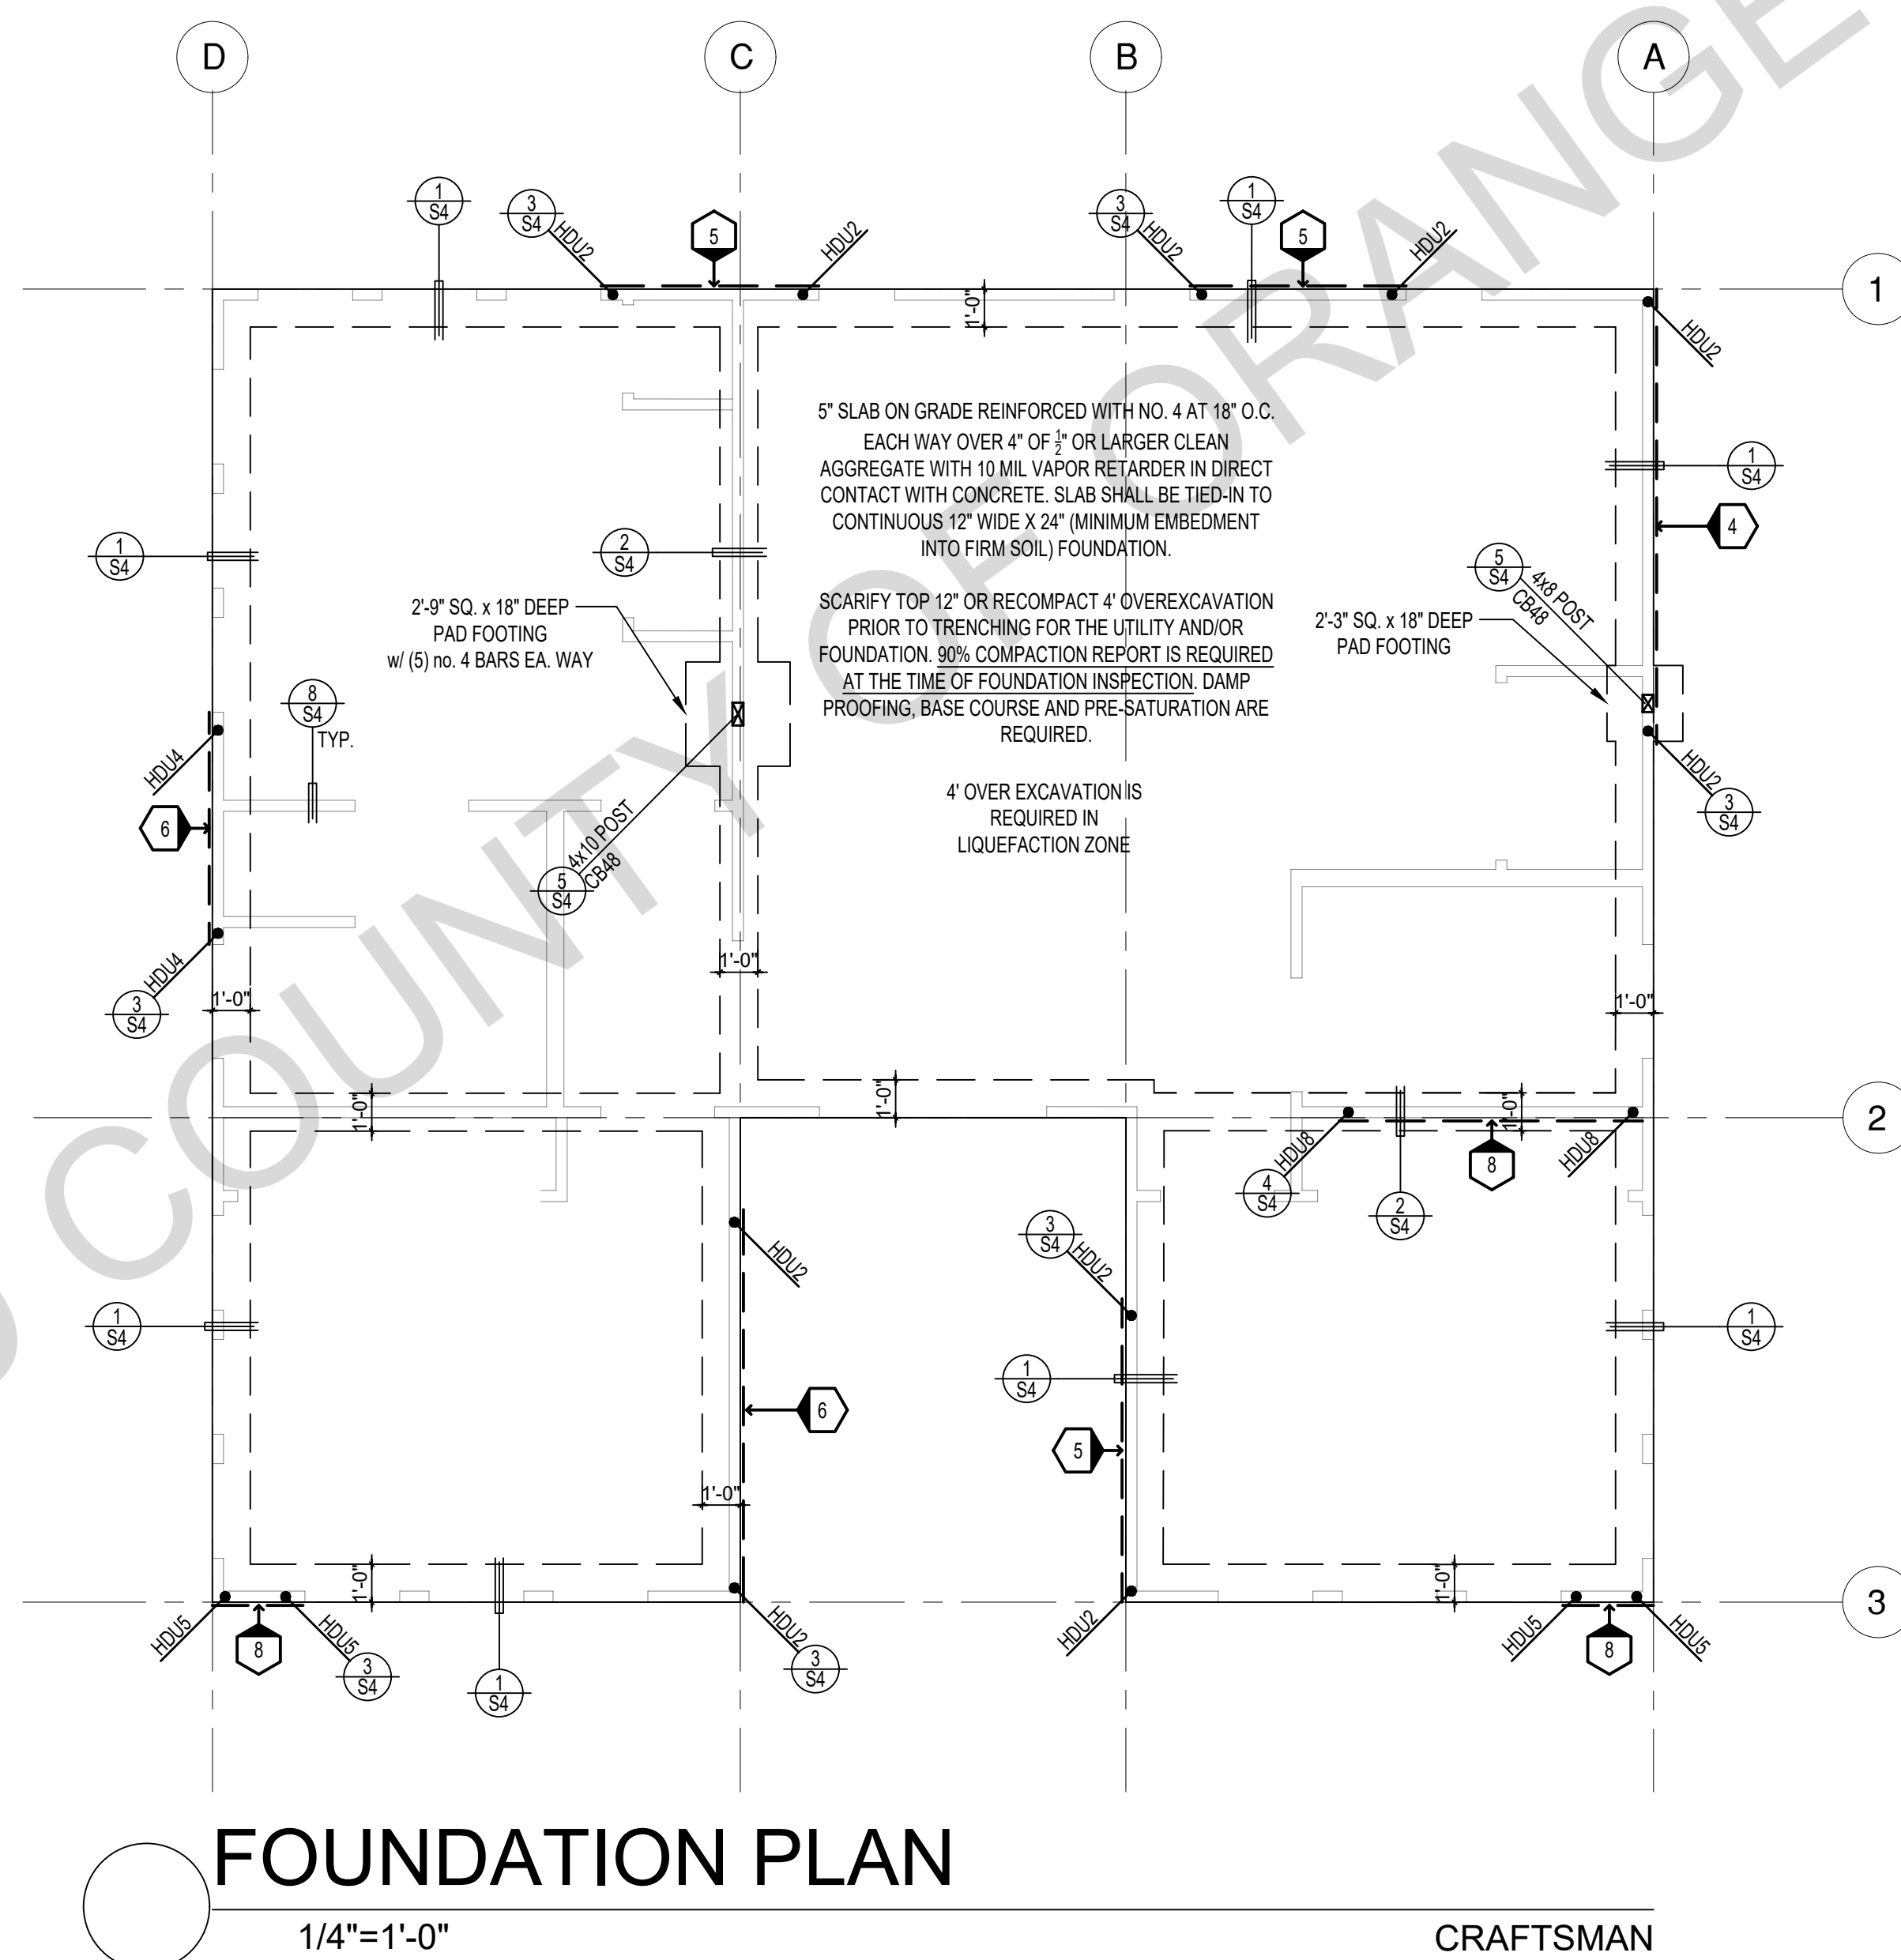 D
C
B
A
1
S4
3
S4
HDU2
5
HDU2
3
S4
HDU2
1
S4
5
HDU2
1
1'-0"
HDU2
5" SLAB ON GRADE REINFORCED WITH NO. 4 AT 18" O.C.
EACH WAY OVER 4" OF 1/2" OR LARGER CLEAN
AGGREGATE WITH 10 MIL VAPOR RETARDER IN DIRECT
CONTACT WITH CONCRETE. SLAB SHALL BE TIED-IN TO
CONTINUOUS 12" WIDE X 24" (MINIMUM EMBEDMENT
INTO FIRM SOIL) FOUNDATION.
SCARIFY TOP 12" OR RECOMPACT 4' OVEREXCAVATION
PRIOR TO TRENCHING FOR THE UTILITY AND/OR
FOUNDATION. 90% COMPACTION REPORT IS REQUIRED
AT THE TIME OF FOUNDATION INSPECTION. DAMP
PROOFING, BASE COURSE AND PRE-SATURATION ARE
REQUIRED.
4' OVER EXCAVATION IS
REQUIRED IN
LIQUEFACTION ZONE
1
S4
4
1
S4
2
S4
5
S4
4x8 POST
CB48
2'-9" SQ. x 18" DEEP
PAD FOOTING
w/ (5) no. 4 BARS EA. WAY
2'-3" SQ. x 18" DEEP
PAD FOOTING
8
S4
TYP.
HDU4
6
HDU2
3
S4
4x10 POST
CB48
5
S4
HDU4
3
S4
1'-0"
1'-0"
1'-0"
1'-0"
1'-0"
1'-0"
2
HDU8
4
S4
8
HDU8
2
S4
HDU2
3
S4
HDU2
1
S4
1
S4
1
S4
6
5
1'-0"
1'-0"
1'-0"
3
HDU5
8
HDU5
3
S4
1
S4
HDU2
3
S4
HDU2
HDU5
8
HDU5
COUNTY OF ORANGE
FOUNDATION PLAN
1/4"=1'-0"
CRAFTSMAN